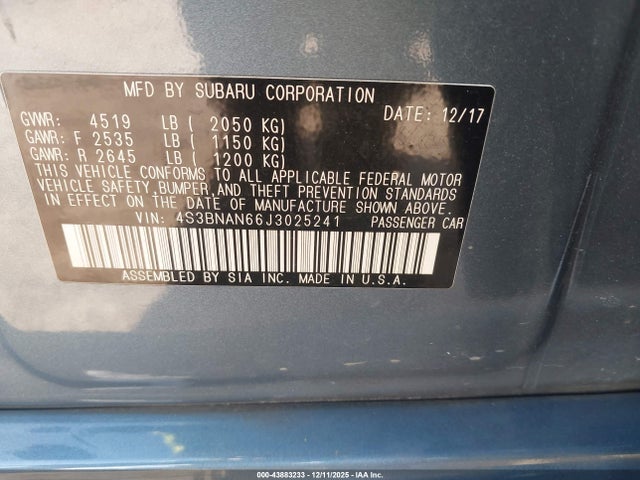 MFD BY SUBARU CORPORATION
DATE: 12/17
GVWR: 4519 LB ( 2050 KG)
GAWR: F 2535 LB ( 1150 KG)
GAWR: R 2645 LB ( 1200 KG)
THIS VEHICLE CONFORMS TO ALL APPLICABLE FEDERAL MOTOR
VEHICLE SAFETY, BUMPER, AND THEFT PREVENTION STANDARDS
IN EFFECT ON THE DATE OF MANUFACTURE SHOWN ABOVE.
VIN: 4S3BNAN66J3025241 PASSENGER CAR
ASSEMBLED BY SIA INC. MADE IN U.S.A.
000-43883233 - 12/11/2025 - IAA Inc.